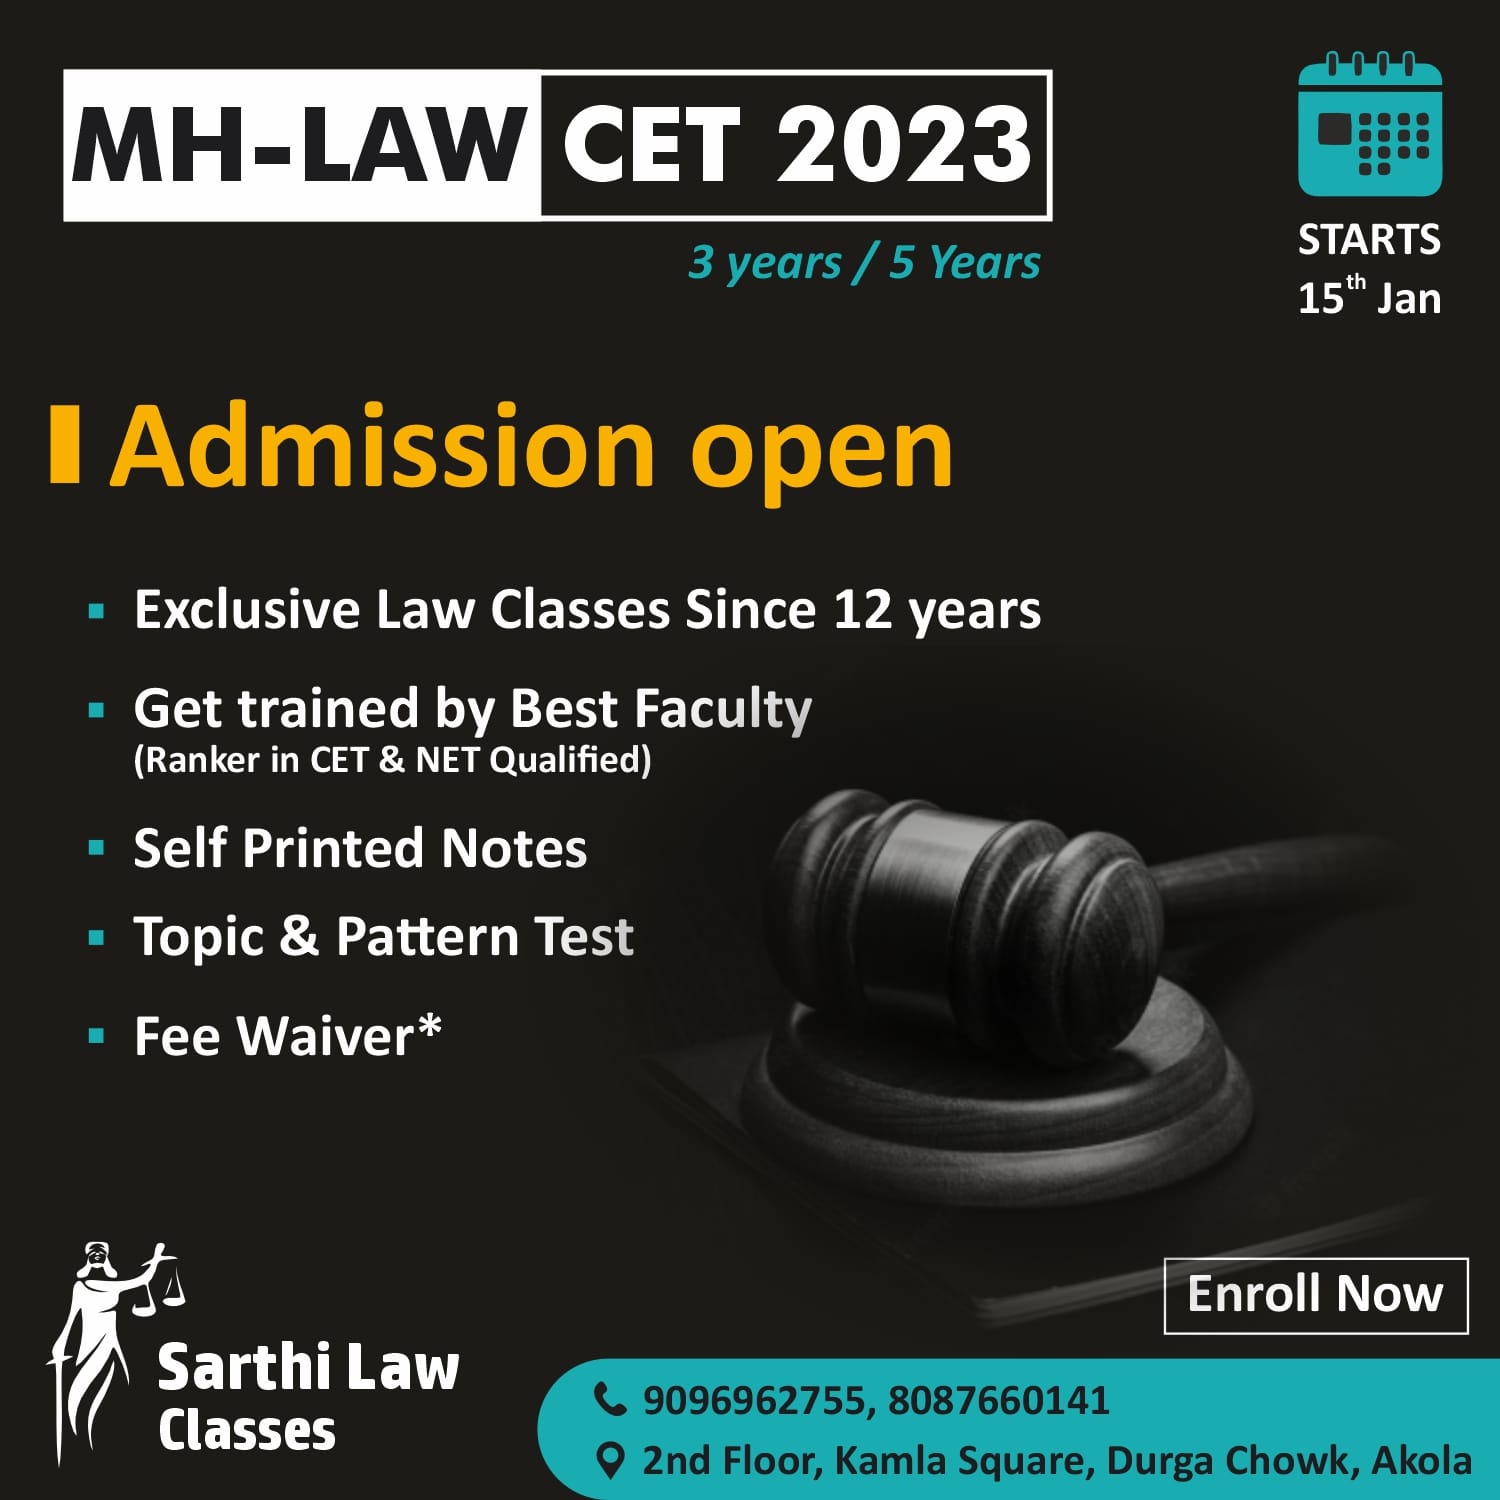 MH-LAW CET 2023
3 years / 5 Years
STARTS
15th Jan
Admission open
Exclusive Law Classes Since 12 years
Get trained by Best Faculty
(Ranker in CET & NET Qualified)
Self Printed Notes
Topic & Pattern Test
Fee Waiver*
Enroll Now
Sarthi Law
Classes
9096962755, 8087660141
2nd Floor, Kamla Square, Durga Chowk, Akola